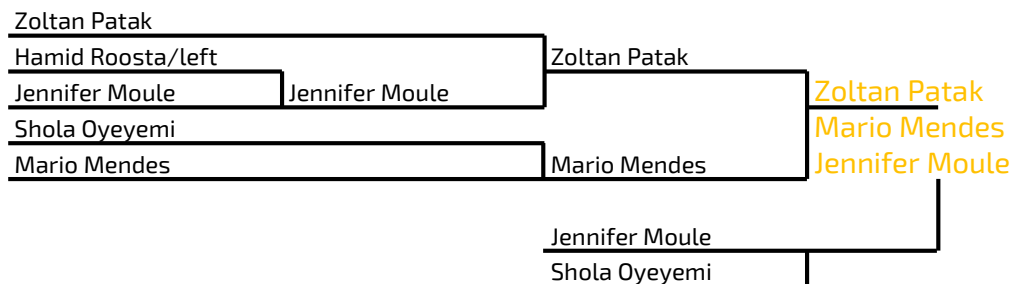 Zoltan Patak
Hamid Roosta/left
Zoltan Patak
Jennifer Moule
Jennifer Moule
Zoltan Patak
Shola Oyeyemi
Mario Mendes
Mario Mendes
Mario Mendes
Jennifer Moule
Jennifer Moule
Shola Oyeyemi